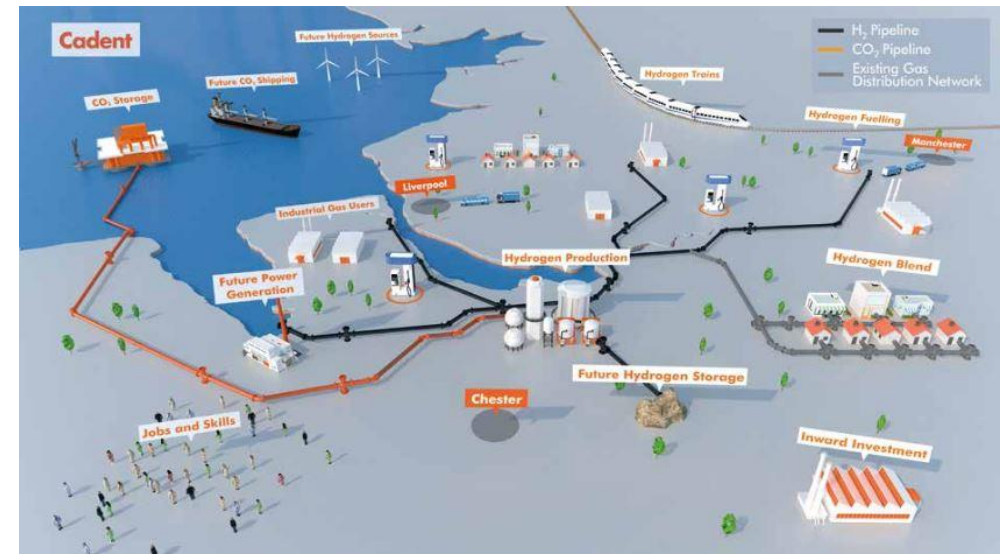 Cadent
Future Hydrogen Sources
H₂ Pipeline
CO₂ Pipeline
Existing Gas
Distribution Network
CO₂ Storage
Future CO₂ Shipping
Hydrogen Trains
Hydrogen Fuelling
Manchester
Liverpool
Industrial Gas Users
Hydrogen Production
Hydrogen Blend
Future Power
Generation
Future Hydrogen Storage
Chester
Jobs and Skills
Inward Investment